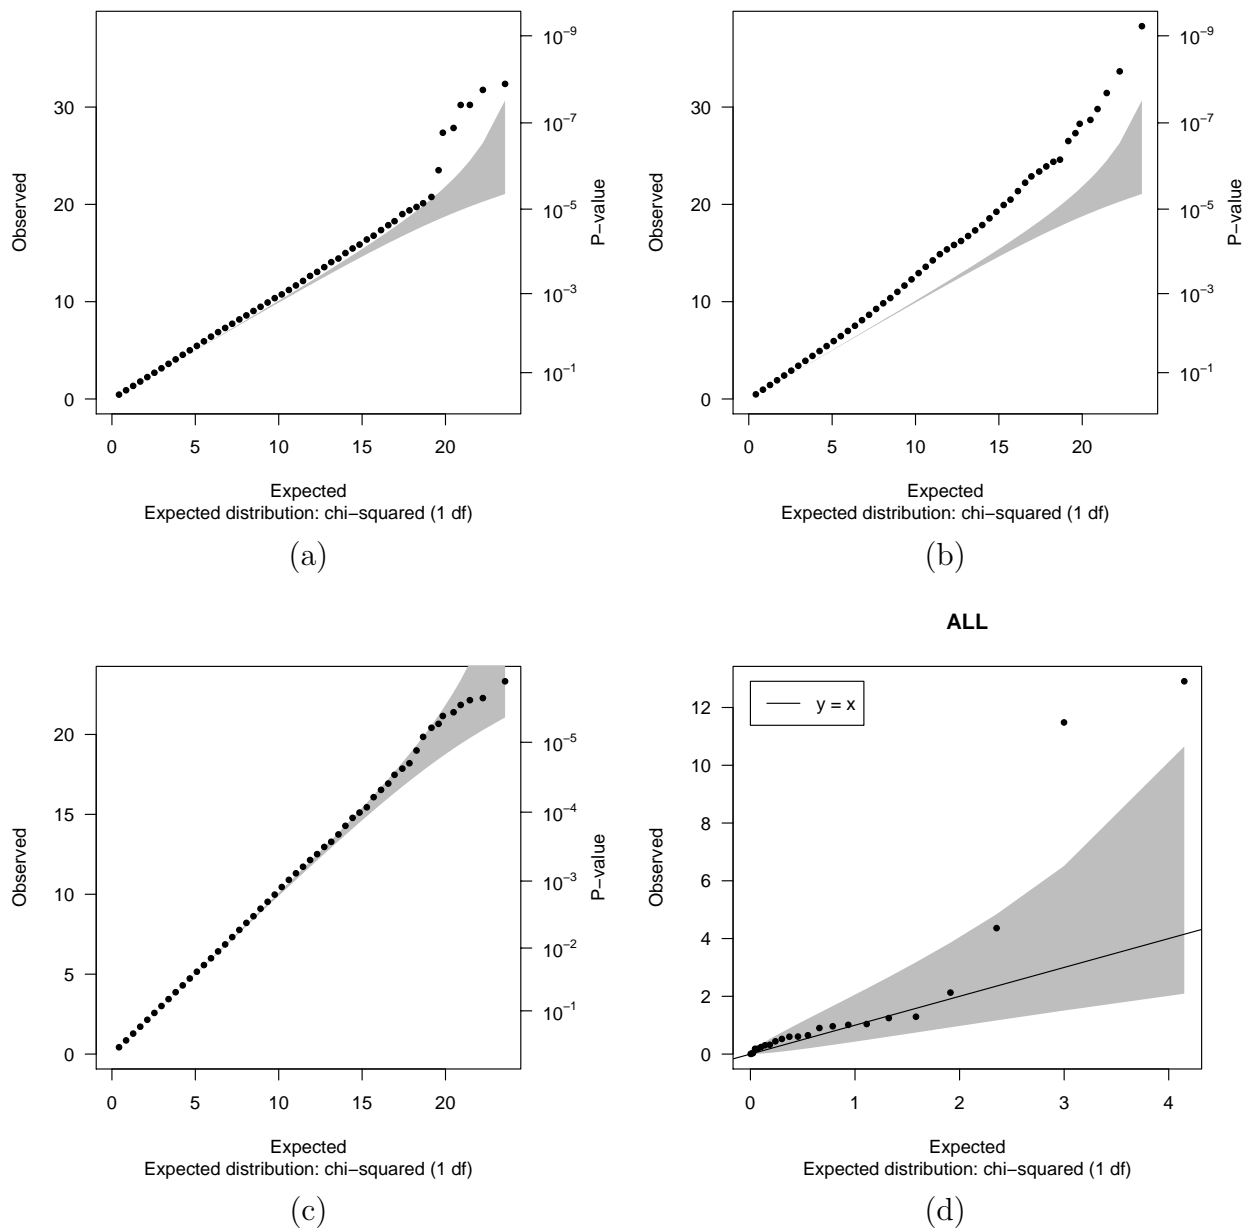 30
20
10
0
Observed
10−9
10−7
10−5
10−3
10−1
P−value
0 5 10 15 20
Expected
Expected distribution: chi−squared (1 df)
(a)
30
20
10
0
Observed
10−9
10−7
10−5
10−3
10−1
P−value
0 5 10 15 20
Expected
Expected distribution: chi−squared (1 df)
(b)
20
15
10
5
0
Observed
10−5
10−4
10−3
10−2
10−1
P−value
0 5 10 15 20
Expected
Expected distribution: chi−squared (1 df)
(c)
ALL
y = x
12
10
8
6
4
2
0
Observed
0 1 2 3 4
Expected
Expected distribution: chi−squared (1 df)
(d)